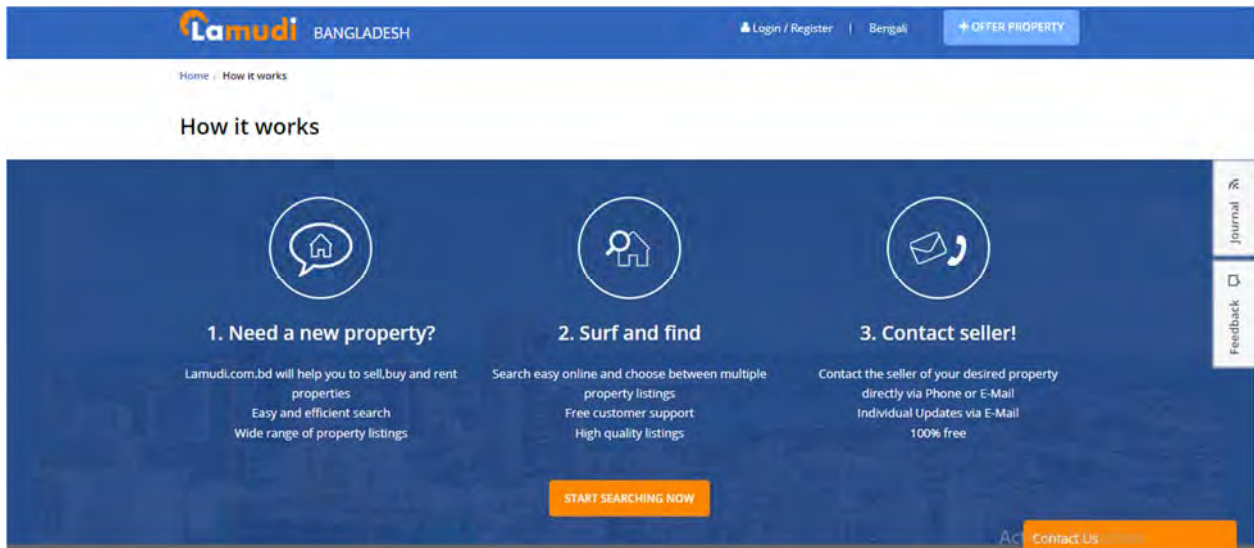 Lamudi BANGLADESH
Login / Register | Bengali
+ OFFER PROPERTY
Home / How it works
How it works
Journal
Feedback
1. Need a new property?
Lamudi.com.bd will help you to sell,buy and rent
properties
Easy and efficient search
Wide range of property listings
2. Surf and find
Search easy online and choose between multiple
property listings
Free customer support
High quality listings
3. Contact seller!
Contact the seller of your desired property
directly via Phone or E-Mail
Individual Updates via E-Mail
100% free
START SEARCHING NOW
Contact Us